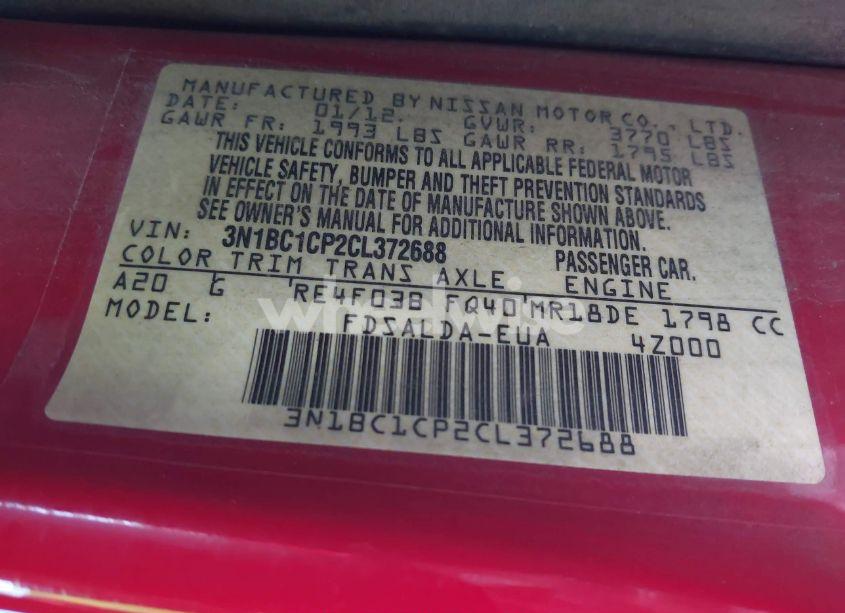 MANUFACTURED BY NISSAN MOTOR CO., LTD.
DATE: 01/12. GVWR: 3770 LBS
GAWR FR: 1993 LBS GAWR RR: 1795 LBS
THIS VEHICLE CONFORMS TO ALL APPLICABLE FEDERAL MOTOR
VEHICLE SAFETY, BUMPER AND THEFT PREVENTION STANDARDS
IN EFFECT ON THE DATE OF MANUFACTURE SHOWN ABOVE.
SEE OWNER'S MANUAL FOR ADDITIONAL INFORMATION.
VIN: 3N1BC1CP2CL372688 PASSENGER CAR.
COLOR TRIM TRANS AXLE ENGINE
A20 G RE4F03B FQ40 MR18DE 1798 CC
MODEL: FDSALDA-EUA 4Z000
3N1BC1CP2CL372688